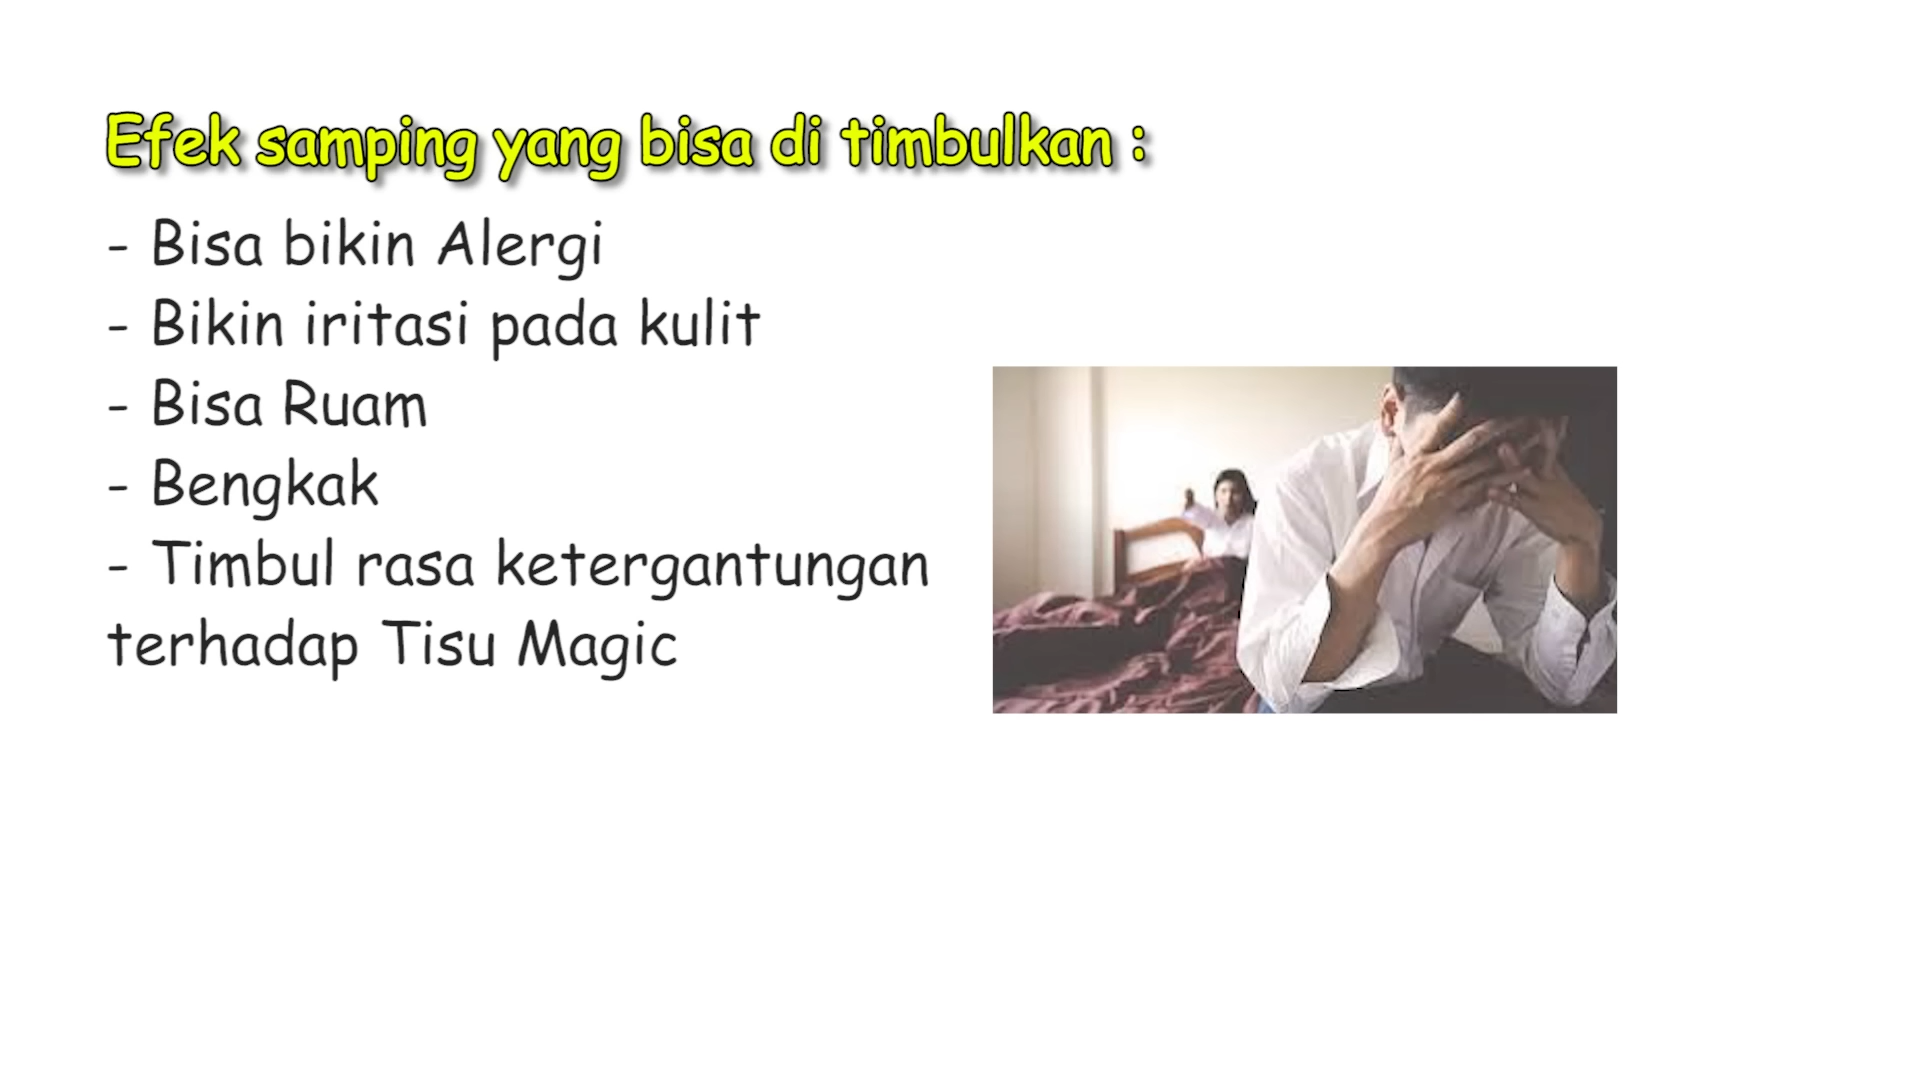 Efek samping yang bisa di timbulkan :
- Bisa bikin Alergi
- Bikin iritasi pada kulit
- Bisa Ruam
- Bengkak
- Timbul rasa ketergantungan
terhadap Tisu Magic